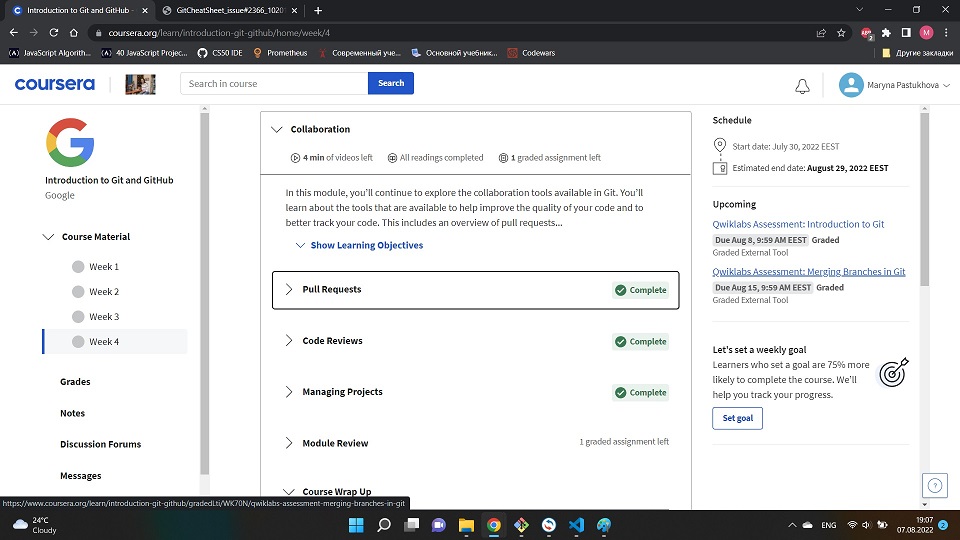 Introduction to Git and GitHub -
GitCheatSheet_issue#2366_1020
coursera.org/learn/introduction-git-github/home/week/4
JavaScript Algorith...
40 JavaScript Projec...
CS50 IDE
Prometheus
Современный уче...
Основной учебник...
Codewars
Другие закладки
coursera
Search in course
Search
Maryna Pastukhova
Introduction to Git and GitHub
Google
Course Material
Week 1
Week 2
Week 3
Week 4
Grades
Notes
Discussion Forums
Messages
Collaboration
4 min of videos left
All readings completed
1 graded assignment left
In this module, you'll continue to explore the collaboration tools available in Git. You'll
learn about the tools that are available to help improve the quality of your code and to
better track your code. This includes an overview of pull requests...
Show Learning Objectives
Pull Requests
Complete
Code Reviews
Complete
Managing Projects
Complete
Module Review
1 graded assignment left
Course Wrap Up
Schedule
Start date: July 30, 2022 EEST
Estimated end date: August 29, 2022 EEST
Upcoming
Qwiklabs Assessment: Introduction to Git
Due Aug 8, 9:59 AM EEST Graded
Graded External Tool
Qwiklabs Assessment: Merging Branches in Git
Due Aug 15, 9:59 AM EEST Graded
Graded External Tool
Let's set a weekly goal
Learners who set a goal are 75% more
likely to complete the course. We'll
help you track your progress.
Set goal
https://www.coursera.org/learn/introduction-git-github/gradedLti/WK70N/qwiklabs-assessment-merging-branches-in-git
24°C
Cloudy
ENG
19:07
07.08.2022
2